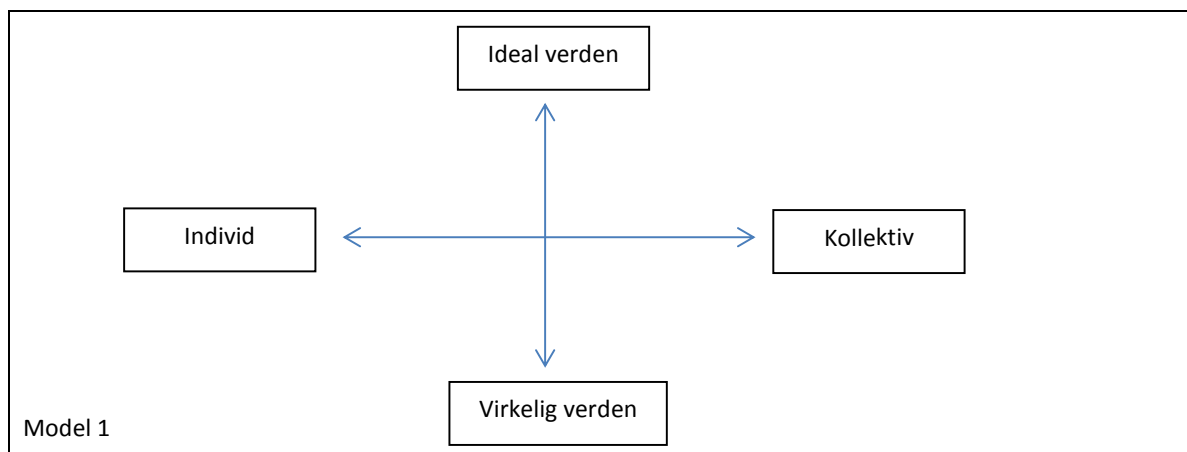 Ideal verden
Individ
Kollektiv
Virkelig verden
Model 1